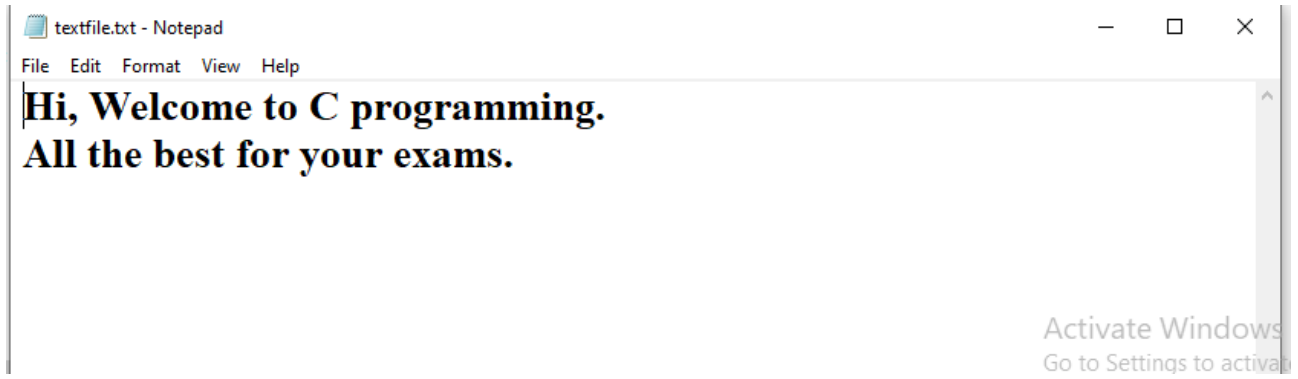 textfile.txt - Notepad
File Edit Format View Help
Hi, Welcome to C programming.
All the best for your exams.
Activate Windows
Go to Settings to activate